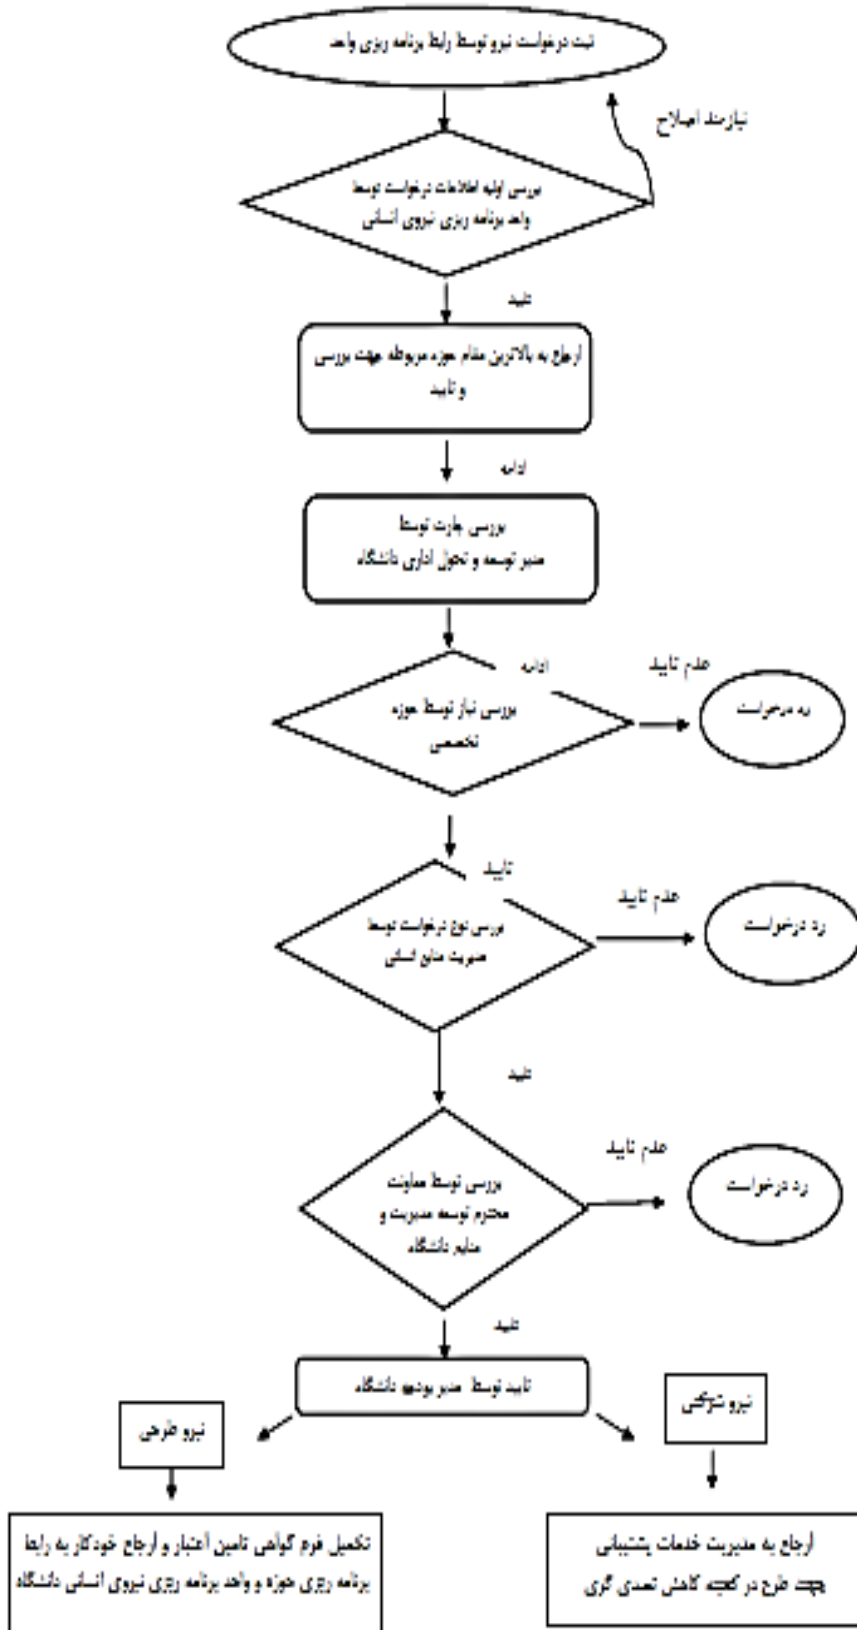 ثبت درخواست نیرو توسط رابط برنامه ریزی واحد
نیازمند اصلاح
بررسی اولیه اطلاعات درخواست توسط
واحد برنامه ریزی نیروی انسانی
تایید
ارجاع به بالاترین مقام حوزه مربوطه جهت بررسی
و تایید
ادامه
بررسی چارت توسط
مدیر توسعه و تحول اداری دانشگاه
ادامه
عدم تایید
بررسی نیاز توسط حوزه
تخصصی
رد درخواست
تایید
عدم تایید
بررسی نوع درخواست توسط
مدیریت منابع انسانی
رد درخواست
تایید
عدم تایید
بررسی توسط معاونت
محترم توسعه مدیریت و
منابع دانشگاه
رد درخواست
تایید
تایید توسط مدیر بودجه دانشگاه
نیرو شرکتی
نیرو طرحی
ارجاع به مدیریت خدمات پشتیبانی
جهت طرح در کمیته کاهش تصدی گری
تکمیل فرم گواهی تامین اعتبار و ارجاع خودکار به رابط
برنامه ریزی حوزه و واحد برنامه ریزی نیروی انسانی دانشگاه